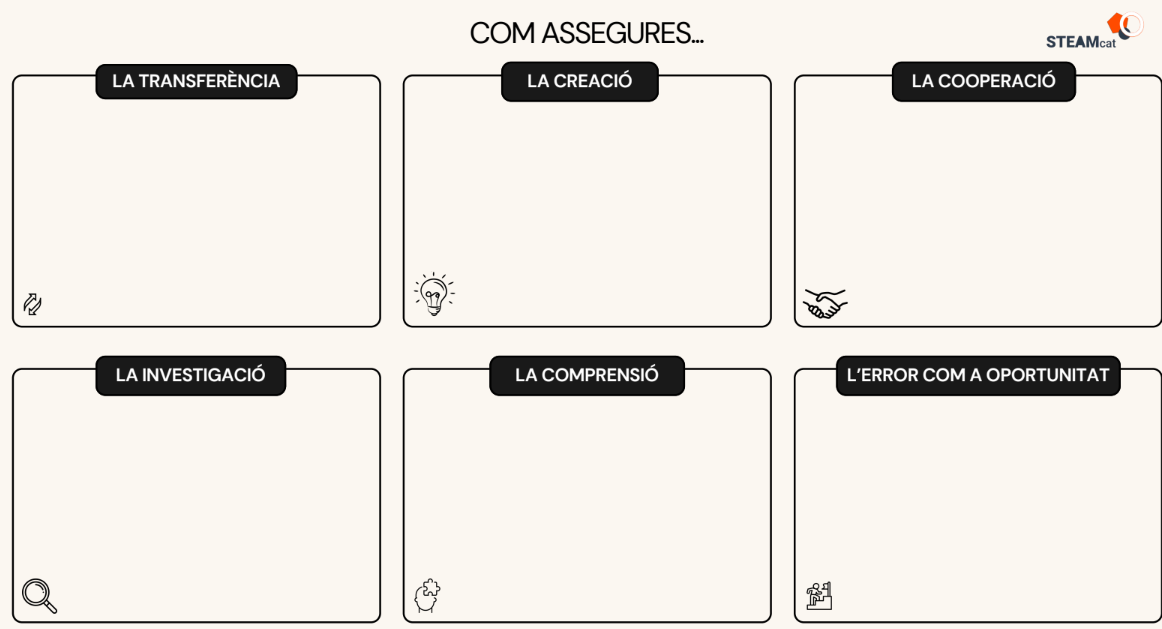 COM ASSEGURES...
STEAMcat
LA TRANSFERÈNCIA
LA CREACIÓ
LA COOPERACIÓ
LA INVESTIGACIÓ
LA COMPRENSIÓ
L'ERROR COM A OPORTUNITAT